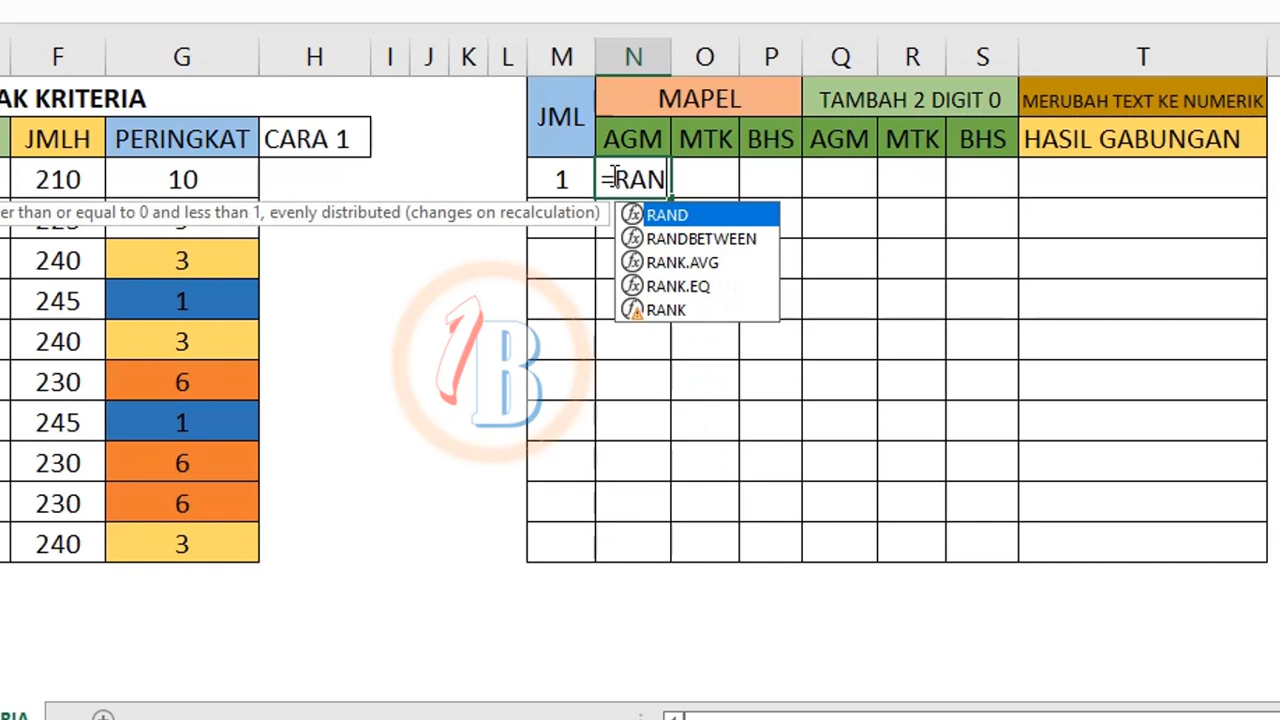 F G H I J K L M N O P Q R S T
AK KRITERIA
JML MAPEL TAMBAH 2 DIGIT 0 MERUBAH TEXT KE NUMERIK
JMLH PERINGKAT CARA 1 AGM MTK BHS AGM MTK BHS HASIL GABUNGAN
210 10 1 =RAN
er than or equal to 0 and less than 1, evenly distributed (changes on recalculation)
RAND
RANDBETWEEN
RANK.AVG
RANK.EQ
RANK
240 3
245 1
240 3
230 6
245 1
230 6
230 6
240 3
1B
RIA